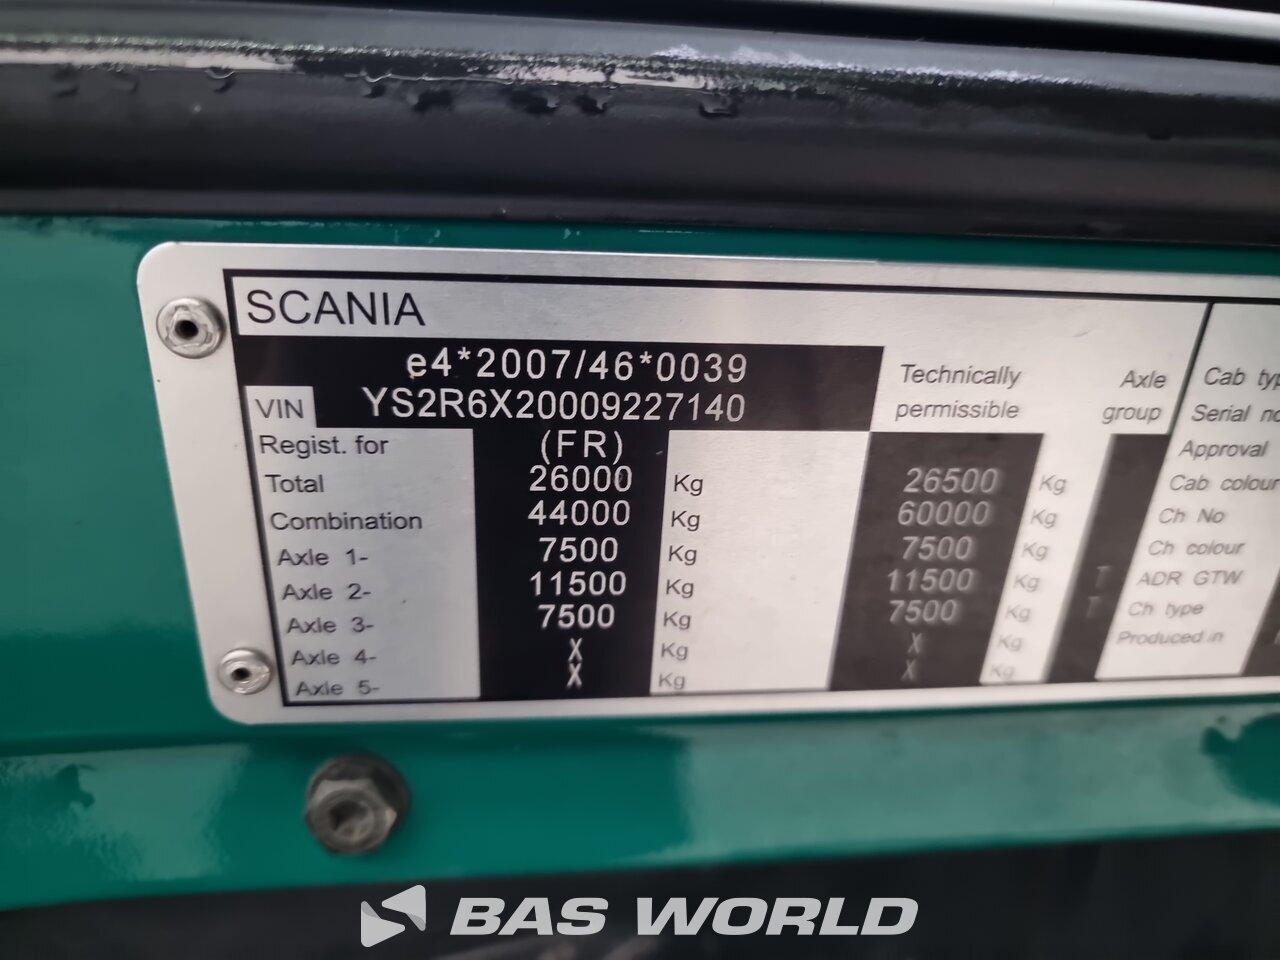 SCANIA
e4*2007/46*0039
VIN YS2R6X20009227140
Technically permissible
Axle group
Regist. for (FR)
Total 26000 Kg 26500 Kg
Combination 44000 Kg 60000 Kg
Axle 1- 7500 Kg 7500 Kg
Axle 2- 11500 Kg 11500 Kg T
Axle 3- 7500 Kg 7500 Kg T
Axle 4- X Kg X Kg
Axle 5- X Kg X Kg
Cab
Serial
Approval
Cab colour
Ch No
Ch colour
ADR GTW
Ch type
Produced in
BAS WORLD